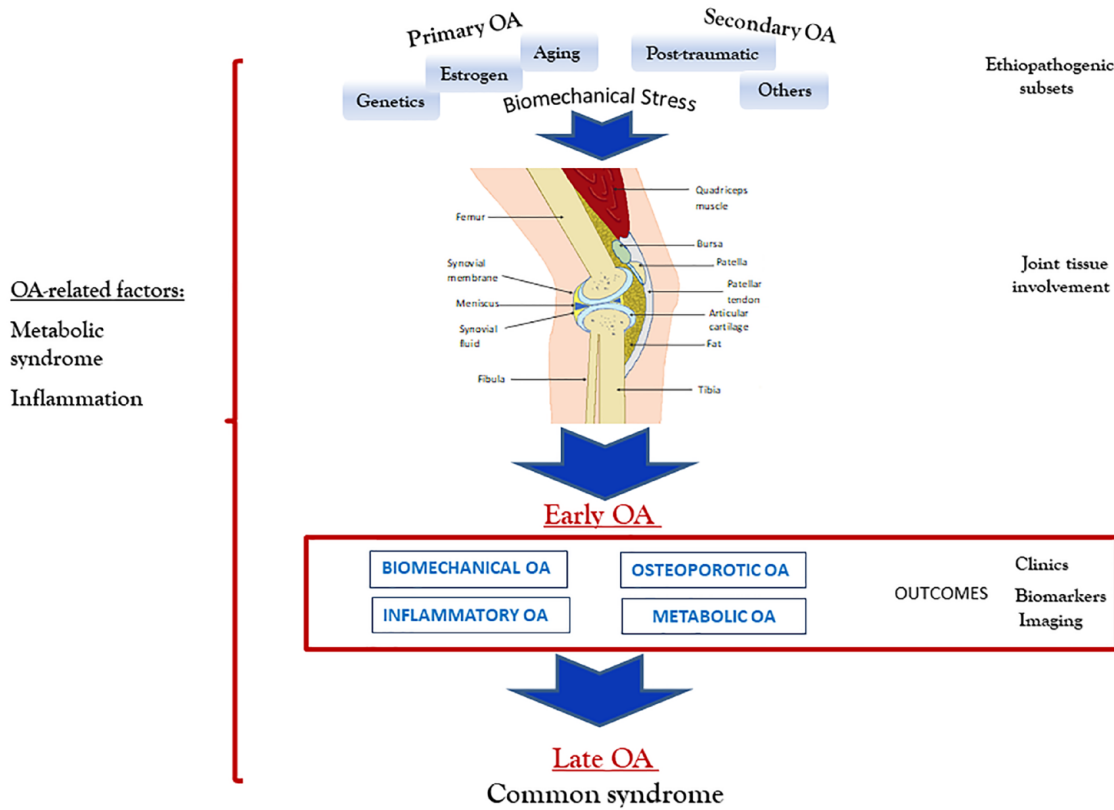 Primary OA
Secondary OA
Aging
Post-traumatic
Estrogen
Genetics
Others
Biomechanical Stress
Ethiopathogenic
subsets
Quadriceps
muscle
Femur
Bursa
Synovial
membrane
Patella
Meniscus
Patellar
tendon
Synovial
fluid
Articular
cartilage
Fat
Fibula
Tibia
Joint tissue
involvement
OA-related factors:
Metabolic
syndrome
Inflammation
Early OA
BIOMECHANICAL OA
OSTEOPOROTIC OA
INFLAMMATORY OA
METABOLIC OA
OUTCOMES
Clinics
Biomarkers
Imaging
Late OA
Common syndrome